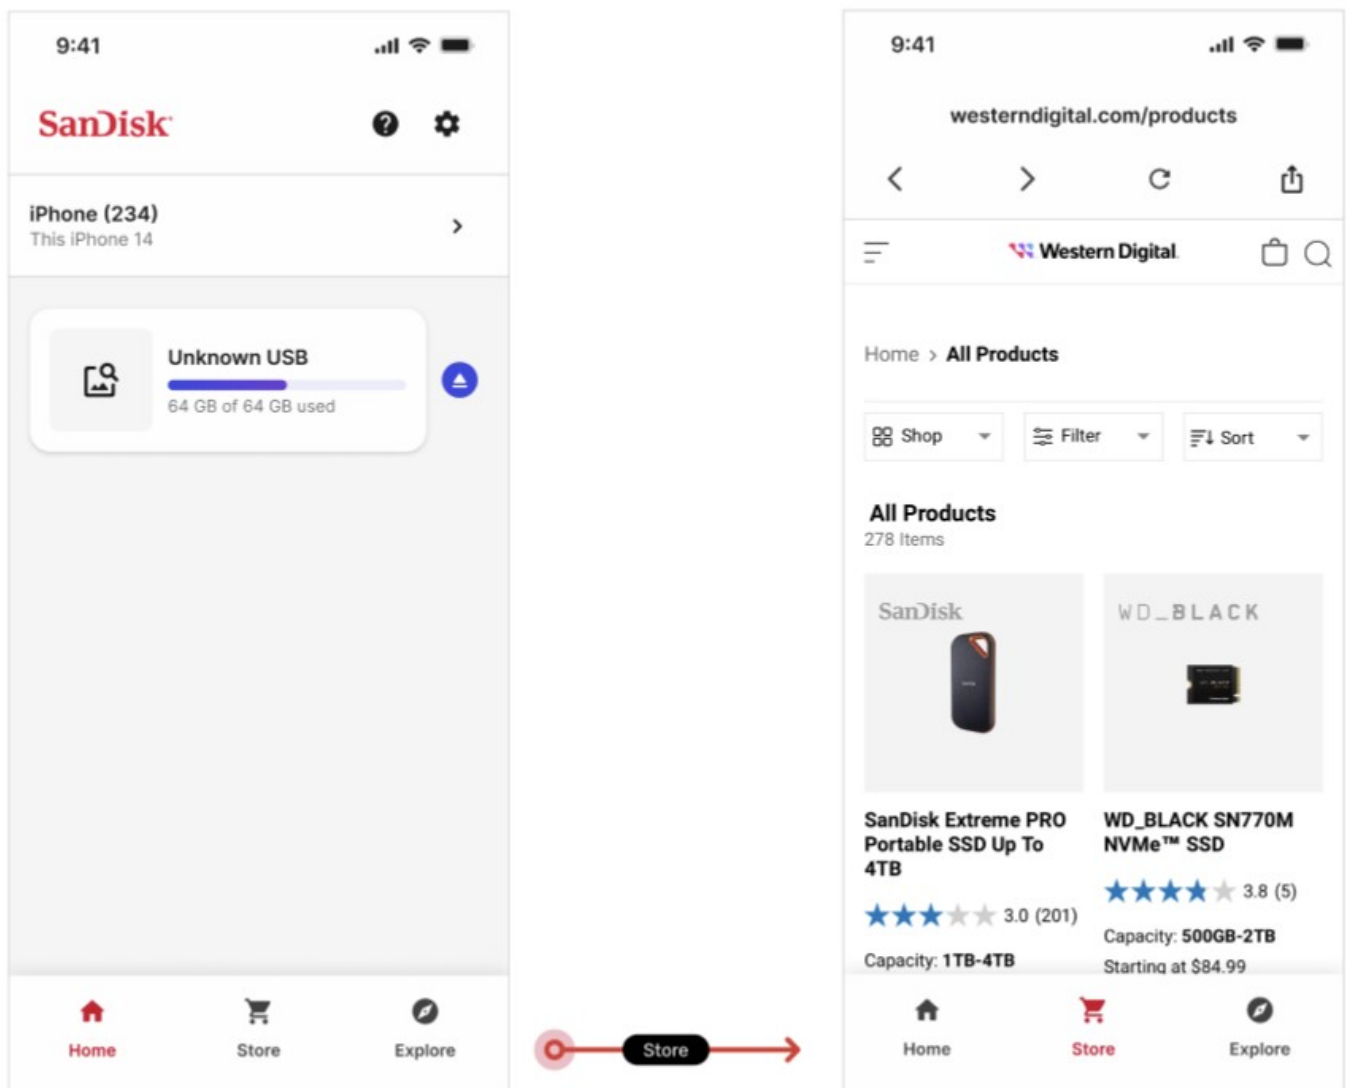 9:41
SanDisk
iPhone (234)
This iPhone 14
Unknown USB
64 GB of 64 GB used
Home
Store
Explore
Store
9:41
westerndigital.com/products
Western Digital.
Home > All Products
Shop
Filter
Sort
All Products
278 Items
SanDisk
WD_BLACK
SanDisk Extreme PRO
Portable SSD Up To
4TB
3.0 (201)
Capacity: 1TB-4TB
WD_BLACK SN770M
NVMe™ SSD
3.8 (5)
Capacity: 500GB-2TB
Starting at $84.99
Home
Store
Explore